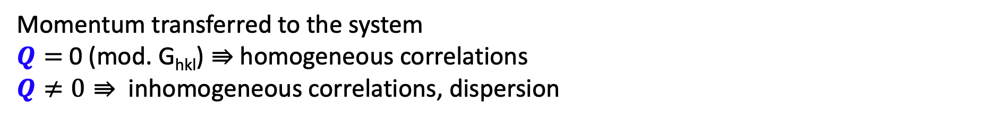 Momentum transferred to the system
Q = 0 (mod. Ghkl) ⇛ homogeneous correlations
Q ≠ 0 ⇛ inhomogeneous correlations, dispersion